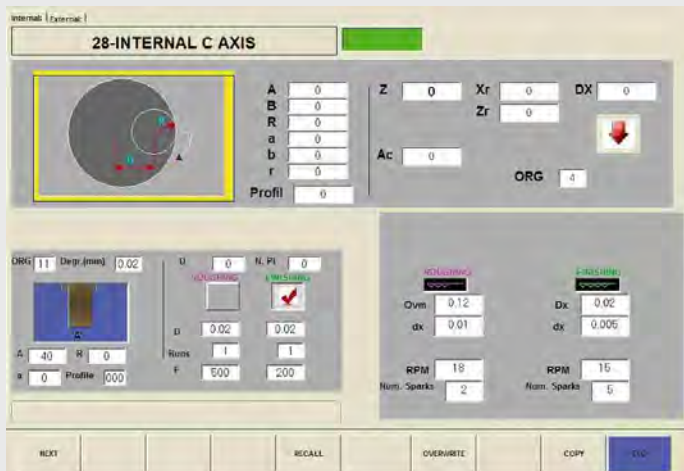 Internals External
28-INTERNAL C AXIS
A 0
B 0
R 0
a 0
b 0
r 0
Profil 0
Z 0 Xr 0 DX 0
Zr 0
Ac 0
ORG 4
R
D
A
ORG 11 Degr.(mm) 0.02
U 0 N. Pl 0
ROUGHING FINISHING
D 0.02 0.02
Runs 1 1
F 500 200
A 40 R 0
a 0 Profile 000
ROUGHING FINISHING
Ovm 0.12 Dx 0.02
dx 0.01 dx 0.005
RPM 18 RPM 15
Num. Sparks 2 Num. Sparks 5
NEXT RECALL OVERWRITE COPY